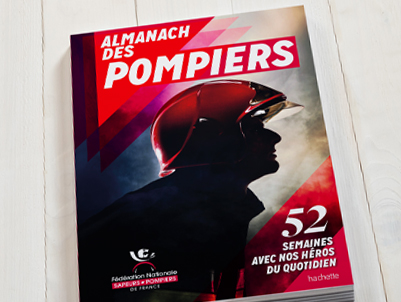 ALMANACH
DES
POMPIERS
52
SEMAINES
AVEC NOS HÉROS
DU QUOTIDIEN
hachette
Fédération Nationale
SAPEURS-POMPIERS
DE FRANCE